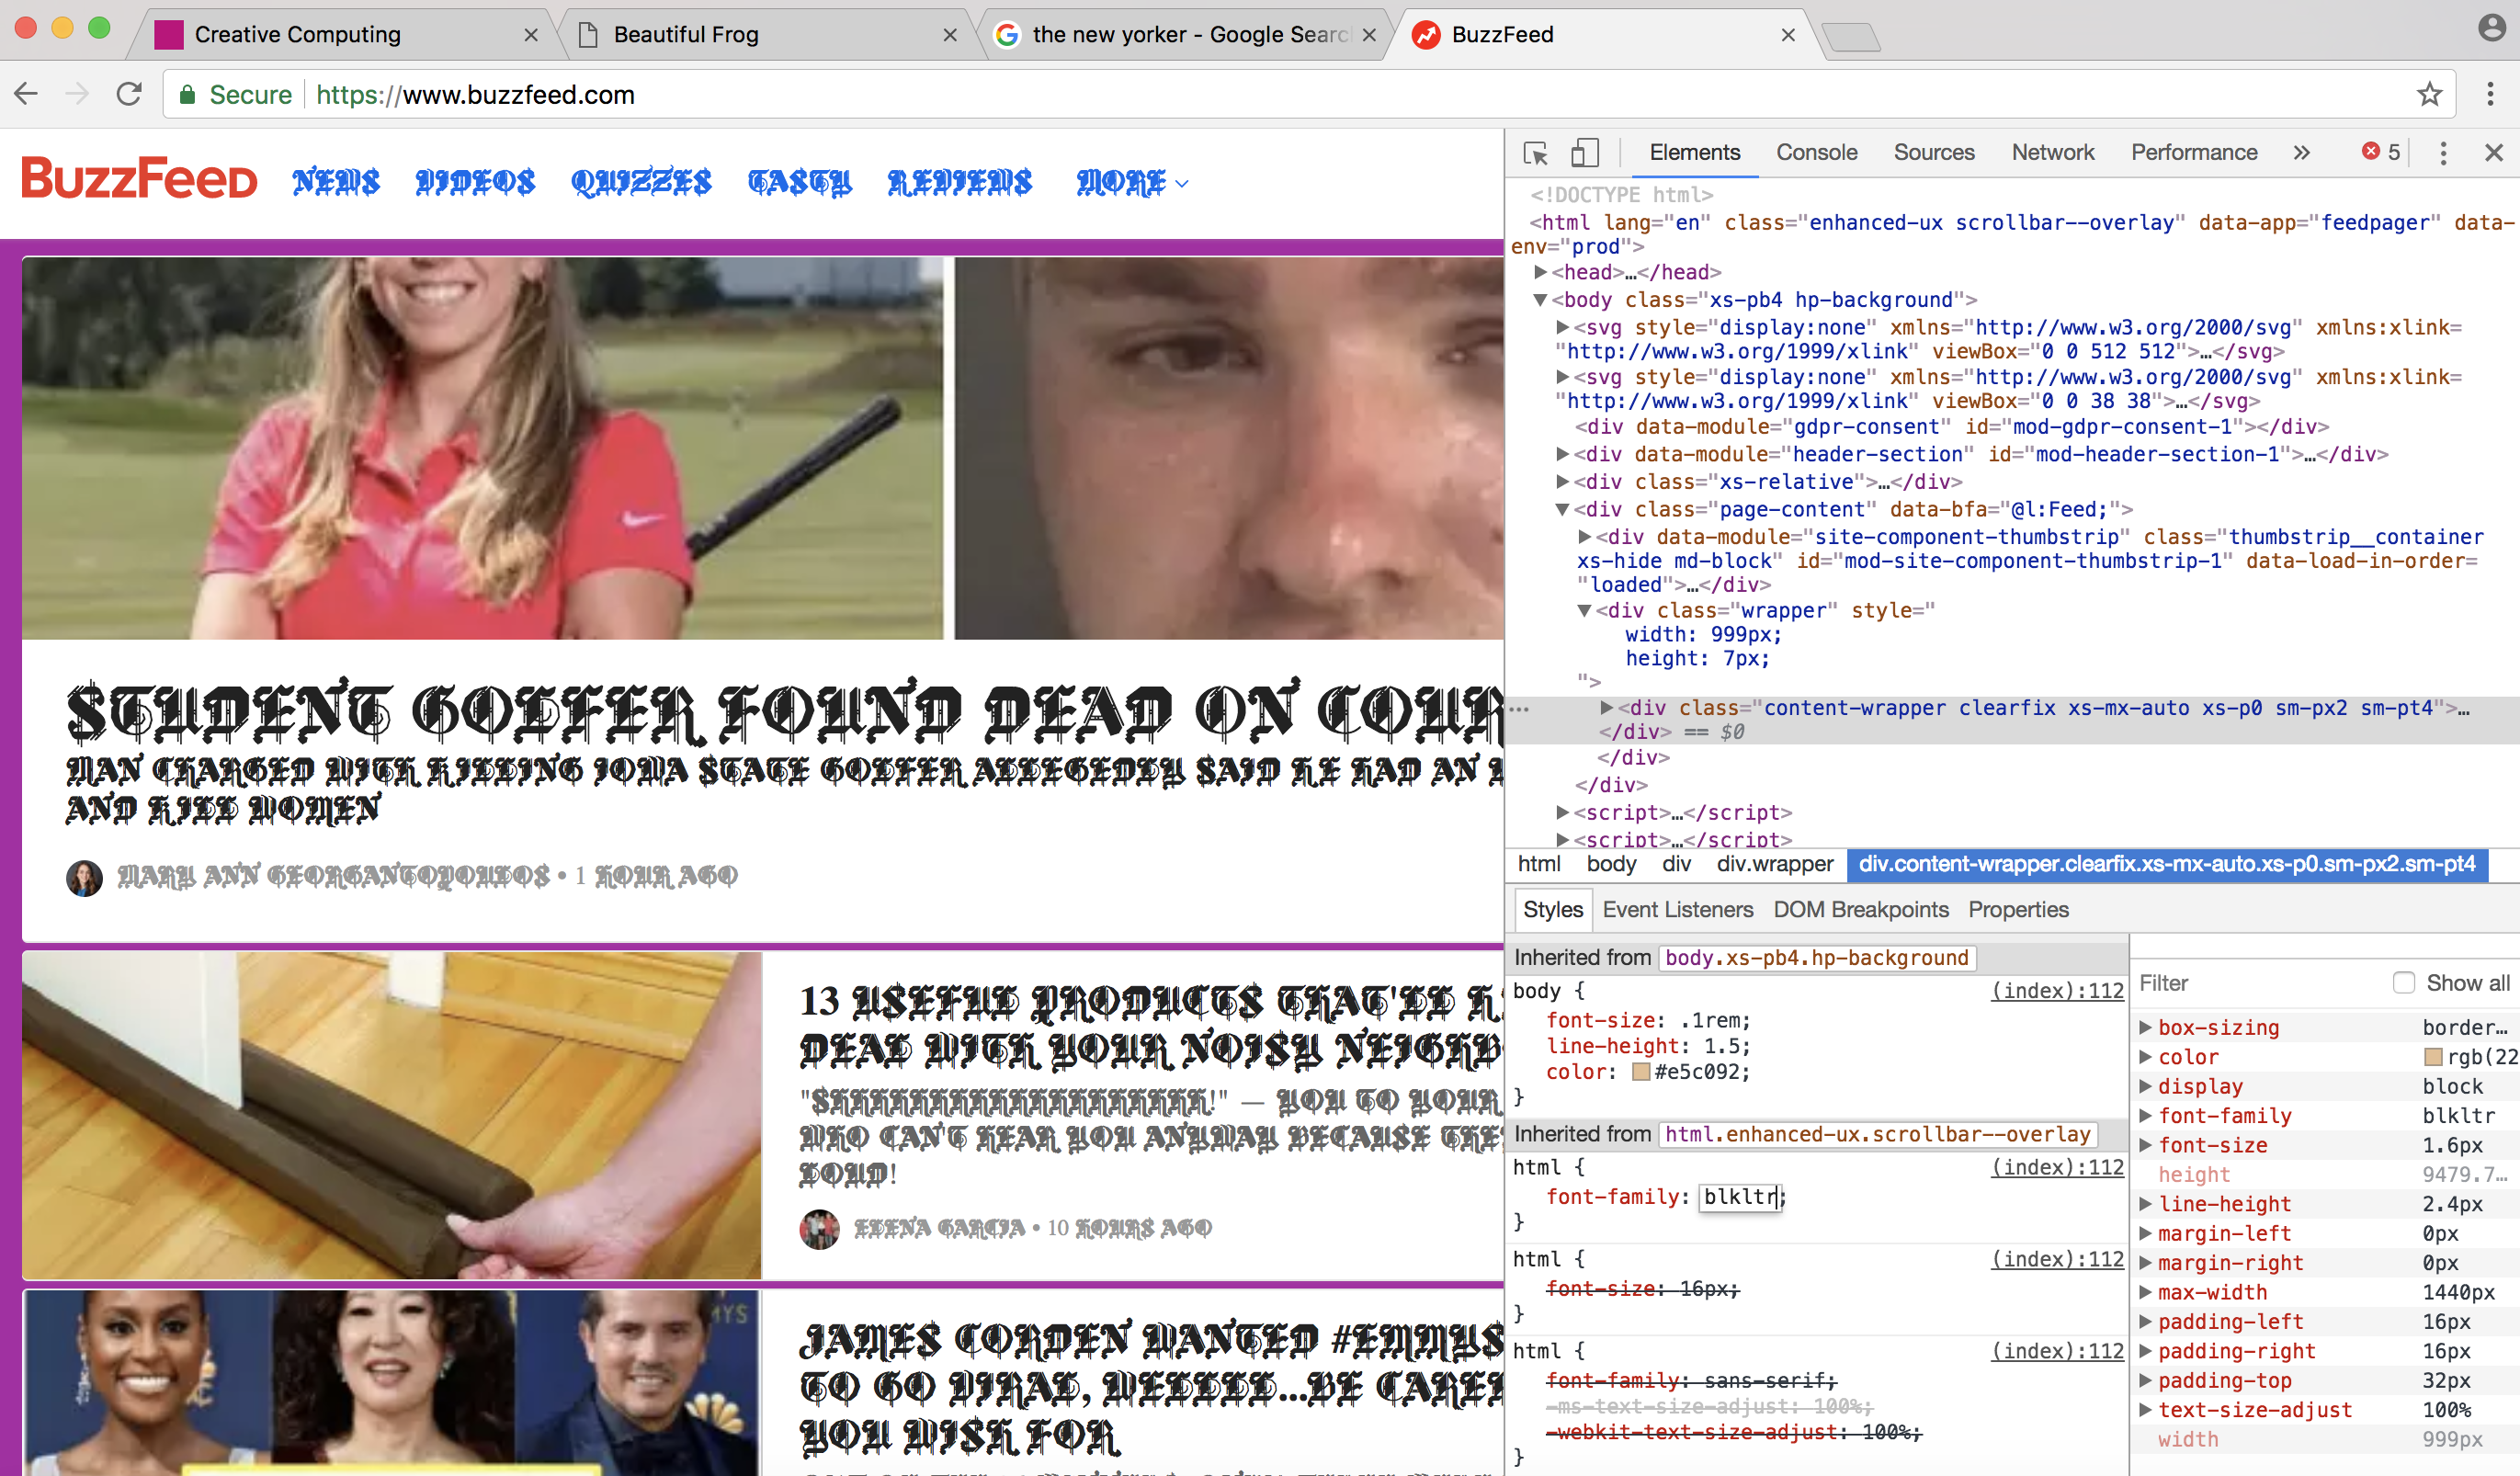 Creative Computing
Beautiful Frog
the new yorker - Google Searc
BuzzFeed
Secure https://www.buzzfeed.com
BuzzFeed NEWS VIDEOS QUIZZES TASTY REVIEWS MORE
STUDENT GOLFER FOUND DEAD ON COUR
MAN CHARGED WITH KILLING IOWA STATE GOLFER ALLEGEDLY SAID HE HAD AN
AND KILL WOMEN
MARY ANN GEORGANTOPOULOS • 1 HOUR AGO
13 USEFUL PRODUCTS THAT'LL
DEAL WITH YOUR NOISY NEIGHB
— YOU TO YOUR
WHO CAN'T HEAR YOU ANYWAY BECAUSE
LOUD!
ELENA GARCIA • 10 HOURS AGO
MYS
JAMES CORDEN WANTED #EMMYS
TO GO VIRAL, WELLLL...BE CAREF
YOU WISH FOR
Elements Console Sources Network Performance » 5
<!DOCTYPE html>
<html lang="en" class="enhanced-ux scrollbar--overlay" data-app="feedpager" data-
env="prod">
<head>…</head>
<body class="xs-pb4 hp-background">
<svg style="display:none" xmlns="http://www.w3.org/2000/svg" xmlns:xlink=
"http://www.w3.org/1999/xlink" viewBox="0 0 512 512">…</svg>
<svg style="display:none" xmlns="http://www.w3.org/2000/svg" xmlns:xlink=
"http://www.w3.org/1999/xlink" viewBox="0 0 38 38">…</svg>
<div data-module="gdpr-consent" id="mod-gdpr-consent-1"></div>
<div data-module="header-section" id="mod-header-section-1">…</div>
<div class="xs-relative">…</div>
<div class="page-content" data-bfa="@l:Feed;">
<div data-module="site-component-thumbstrip" class="thumbstrip__container
xs-hide md-block" id="mod-site-component-thumbstrip-1" data-load-in-order=
"loaded">…</div>
<div class="wrapper" style="
width: 999px;
height: 7px;
">
<div class="content-wrapper clearfix xs-mx-auto xs-p0 sm-px2 sm-pt4">…
</div> == $0
</div>
</div>
<script>…</script>
<script>…</script>
html body div div.wrapper div.content-wrapper.clearfix.xs-mx-auto.xs-p0.sm-px2.sm-pt4
Styles Event Listeners DOM Breakpoints Properties
Inherited from body.xs-pb4.hp-background
body { (index):112
font-size: .1rem;
line-height: 1.5;
color: #e5c092;
}
Inherited from html.enhanced-ux.scrollbar--overlay
html { (index):112
font-family: blkltr;
}
html { (index):112
font-size: 16px;
}
html { (index):112
font-family: sans-serif;
-ms-text-size-adjust: 100%;
-webkit-text-size-adjust: 100%;
}
Filter Show all
box-sizing border…
color rgb(22
display block
font-family blkltr
font-size 1.6px
height 9479.7…
line-height 2.4px
margin-left 0px
margin-right 0px
max-width 1440px
padding-left 16px
padding-right 16px
padding-top 32px
text-size-adjust 100%
width 999px